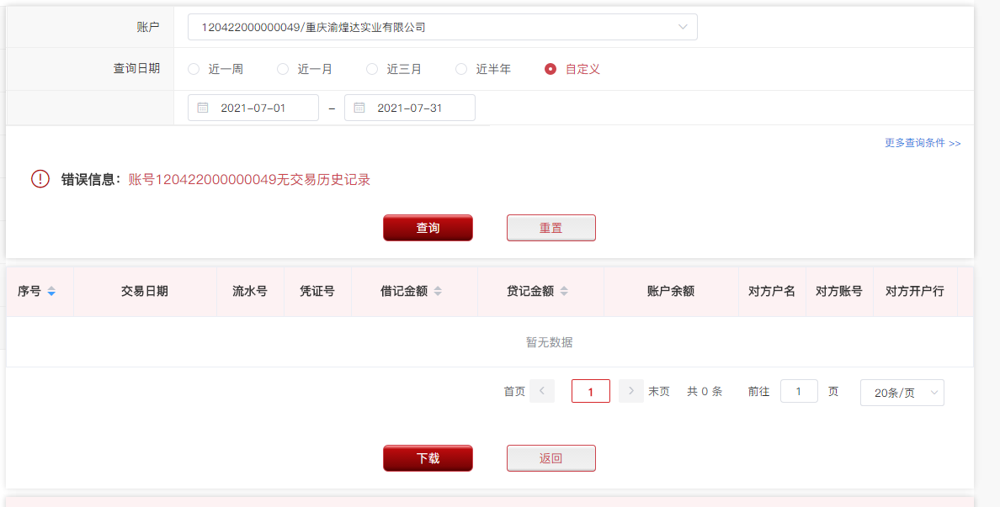 账户
120422000000049/重庆渝煌达实业有限公司
查询日期
近一周 近一月 近三月 近半年 自定义
2021-07-01 - 2021-07-31
更多查询条件 >>
错误信息：账号120422000000049无交易历史记录
查询 重置
序号 交易日期 流水号 凭证号 借记金额 贷记金额 账户余额 对方户名 对方账号 对方开户行
暂无数据
首页 < 1 > 末页 共 0 条 前往 1 页 20条/页
下载 返回